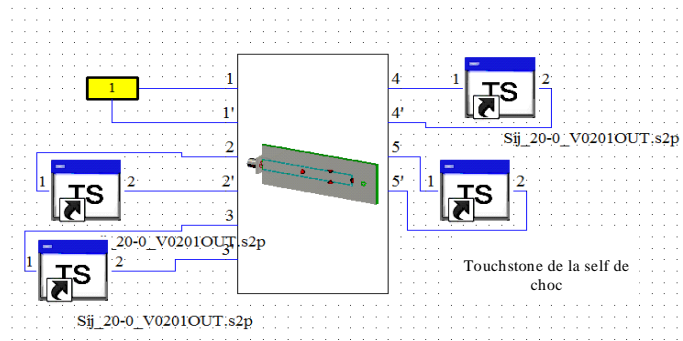 1
1
1'
2
2'
3
3'
4
4'
5
5'
1 TS 2
Sij_20-0_V0201OUT.s2p
1 TS 2
_20-0_V0201OUT.s2p
1 TS 2
Sij_20-0_V0201OUT.s2p
1 TS 2
Touchstone de la self de
choc